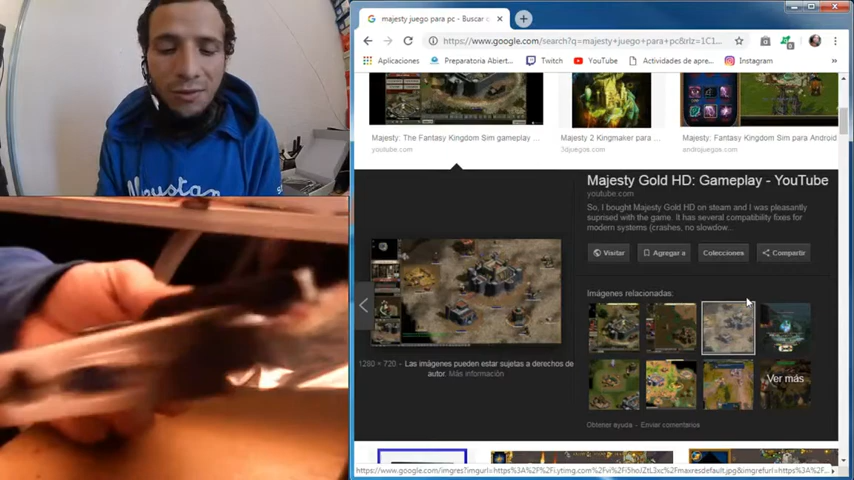 majesty juego para pc - Buscar c
https://www.google.com/search?q=majesty+juego+para+pc&rlz=1C1...
Aplicaciones
Preparatoria Abiert...
Twitch
YouTube
Actividades de apre...
Instagram
Majesty: The Fantasy Kingdom Sim gameplay ...
youtube.com
Majesty 2 Kingmaker para ...
3djuegos.com
Majesty: Fantasy Kingdom Sim para Android
androjuegos.com
Majesty Gold HD: Gameplay - YouTube
youtube.com
So, I bought Majesty Gold HD on steam and I was pleasantly
suprised with the game. It has several compatibility fixes for
modern systems (crashes, no slowdow...
Visitar
Agregar a
Colecciones
Compartir
Imágenes relacionadas:
Ver más
1280 × 720 - Las imágenes pueden estar sujetas a derechos de
autor. Más información
Obtener ayuda - Enviar comentarios
https://www.google.com/imgres?imgurl=https%3A%2F%2Fi.ytimg.com%2Fvi%2F5hoJZtL3xc%2Fmaxresdefault.jpg&imgrefurl=https%3A%2...